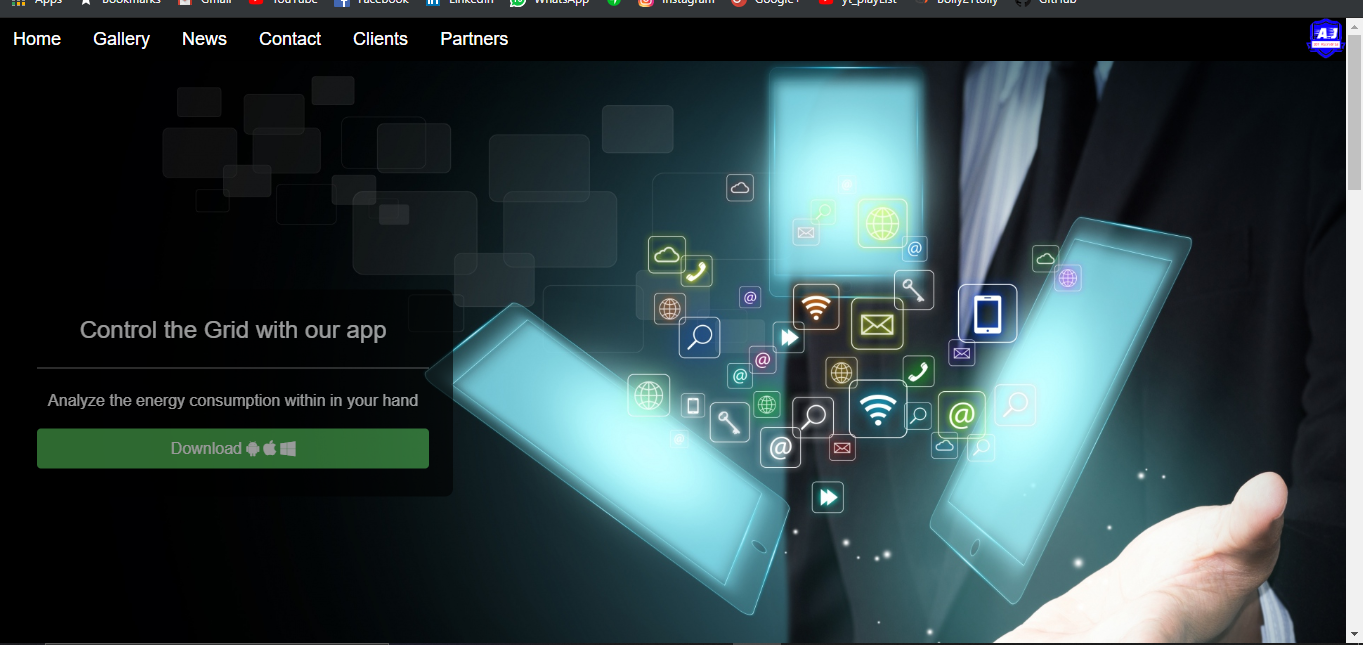 Apps Bookmarks Gmail YouTube Facebook LinkedIn WhatsApp Instagram Google+ yt_playList Bolly2Tolly GitHub
Home Gallery News Contact Clients Partners
AJ
Control the Grid with our app
Analyze the energy consumption within in your hand
Download